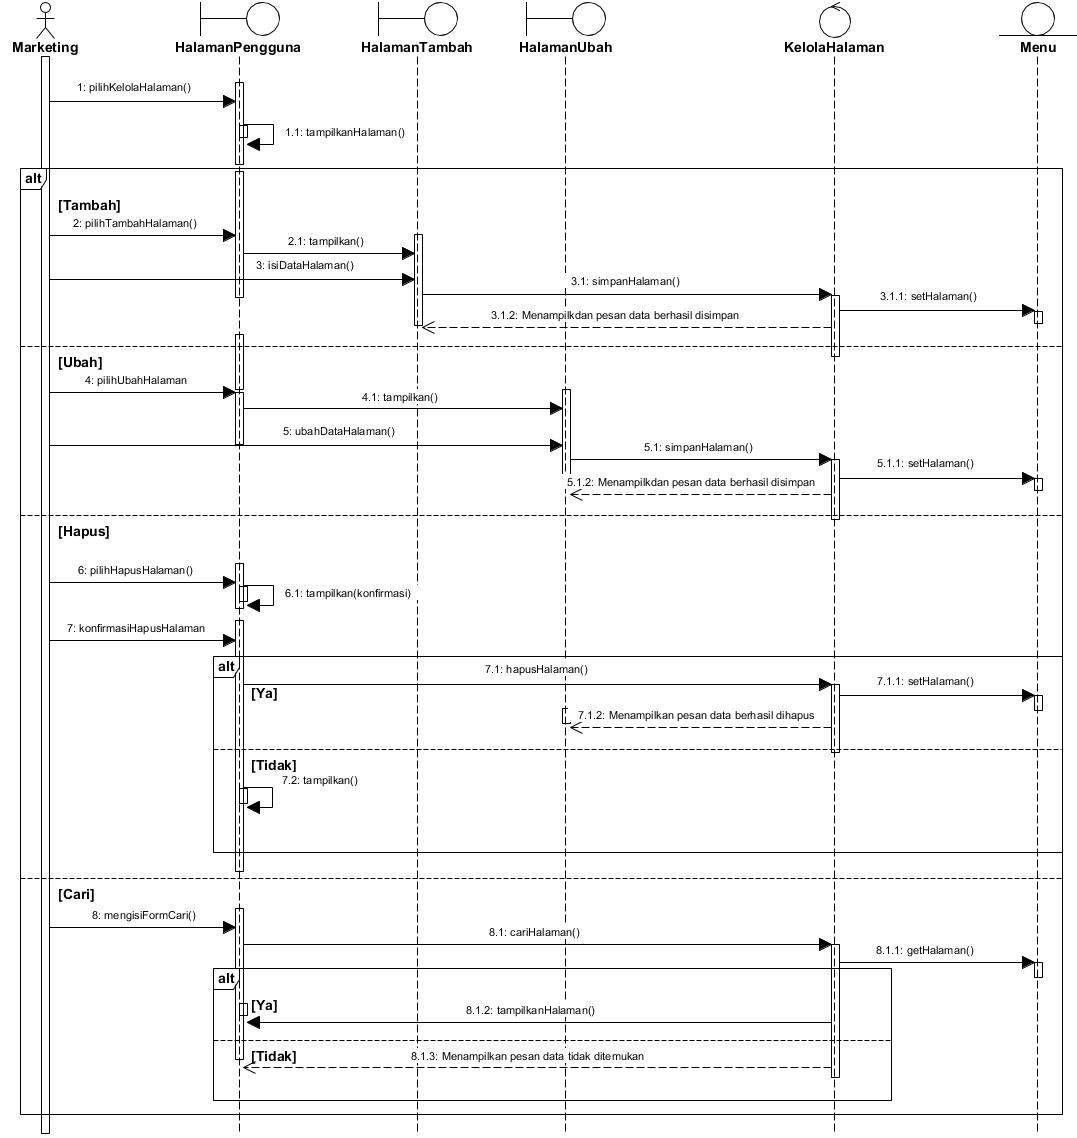 Marketing
HalamanPengguna
HalamanTambah
HalamanUbah
KelolaHalaman
Menu
1: pilihKelolaHalaman()
1.1: tampilkanHalaman()
alt
[Tambah]
2: pilihTambahHalaman()
2.1: tampilkan()
3: isiDataHalaman()
3.1: simpanHalaman()
3.1.1: setHalaman()
3.1.2: Menampilkdan pesan data berhasil disimpan
[Ubah]
4: pilihUbahHalaman
4.1: tampilkan()
5: ubahDataHalaman()
5.1: simpanHalaman()
5.1.1: setHalaman()
5.1.2: Menampilkdan pesan data berhasil disimpan
[Hapus]
6: pilihHapusHalaman()
6.1: tampilkan(konfirmasi)
7: konfirmasiHapusHalaman
alt
7.1: hapusHalaman()
7.1.1: setHalaman()
[Ya]
7.1.2: Menampilkan pesan data berhasil dihapus
[Tidak]
7.2: tampilkan()
[Cari]
8: mengisiFormCari()
8.1: cariHalaman()
8.1.1: getHalaman()
alt
[Ya]
8.1.2: tampilkanHalaman()
[Tidak]
8.1.3: Menampilkan pesan data tidak ditemukan